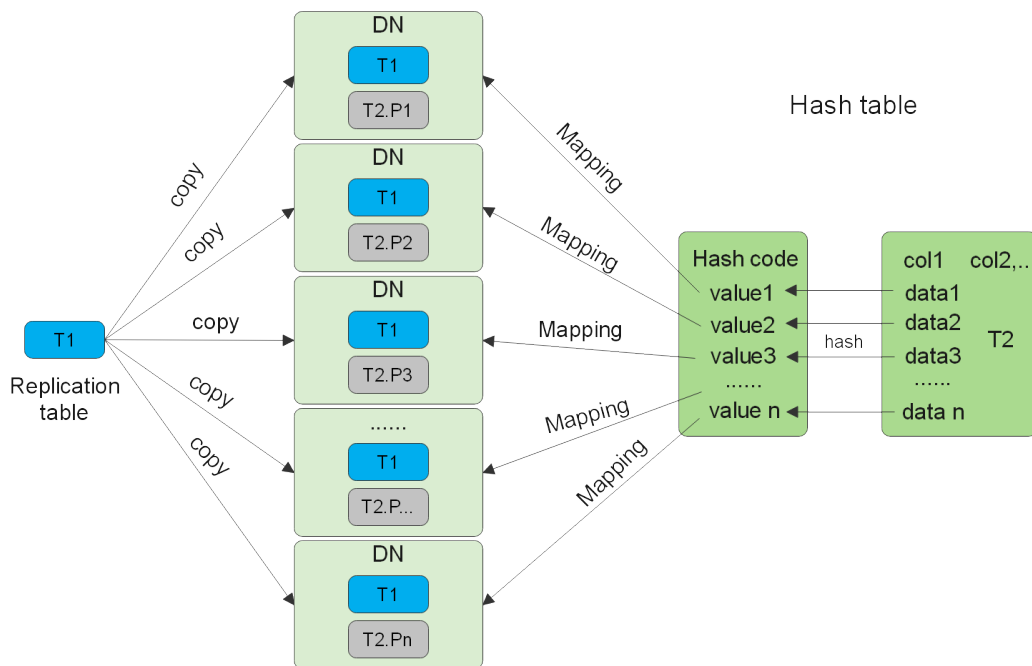 DN
T1
T2.P1
Hash table
copy
Mapping
DN
T1
T2.P2
copy
Mapping
DN
T1
T2.P3
copy
Mapping
T1
Replication
table
Hash code
value1
value2
value3
......
value n
hash
col1 col2,..
data1
data2
data3
......
data n
T2
......
T1
T2.P...
copy
Mapping
DN
T1
T2.Pn
copy
Mapping